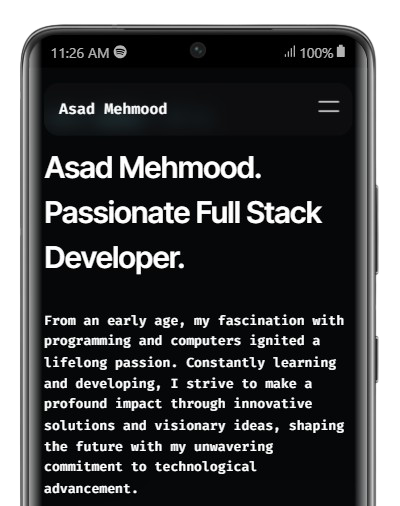 11:26 AM 100%
Asad Mehmood
Asad Mehmood.
Passionate Full Stack
Developer.
From an early age, my fascination with
programming and computers ignited a
lifelong passion. Constantly learning
and developing, I strive to make a
profound impact through innovative
solutions and visionary ideas, shaping
the future with my unwavering
commitment to technological
advancement.